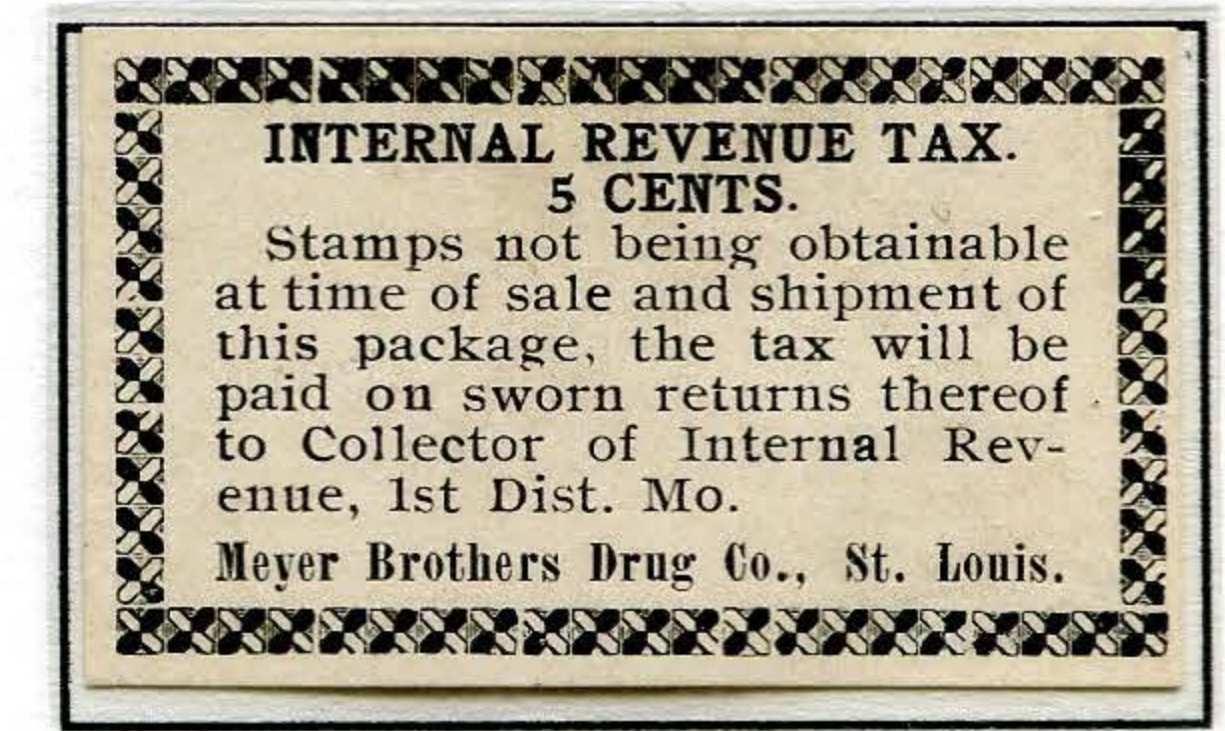 INTERNAL REVENUE TAX.
5 CENTS.
Stamps not being obtainable
at time of sale and shipment of
this package, the tax will be
paid on sworn returns thereof
to Collector of Internal Rev-
enue, 1st Dist. Mo.
Meyer Brothers Drug Co., St. Louis.